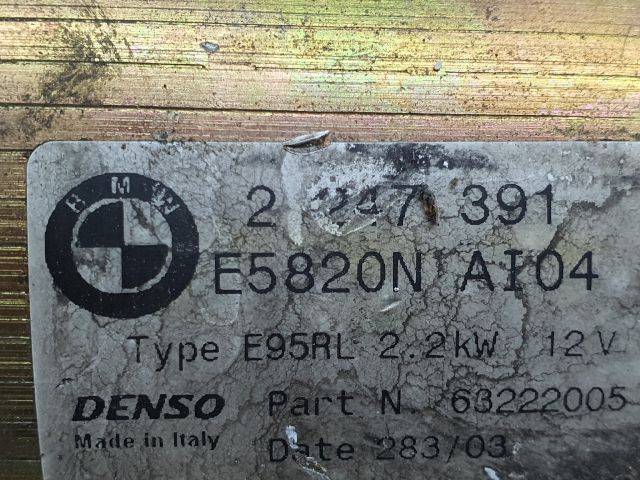 BMW
2 247 391
E5820N AI04
Type E95RL 2.2kW 12V
DENSO Part N. 63222005
Made in Italy Date 283/03